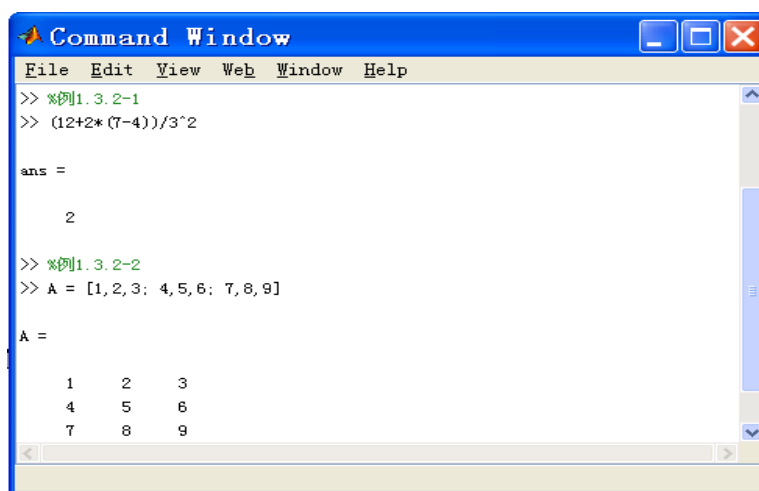 Command Window
File Edit View Web Window Help
>> %例1.3.2-1
>> (12+2*(7-4))/3^2
ans =
2
>> %例1.3.2-2
>> A = [1,2,3; 4,5,6; 7,8,9]
A =
1 2 3
4 5 6
7 8 9